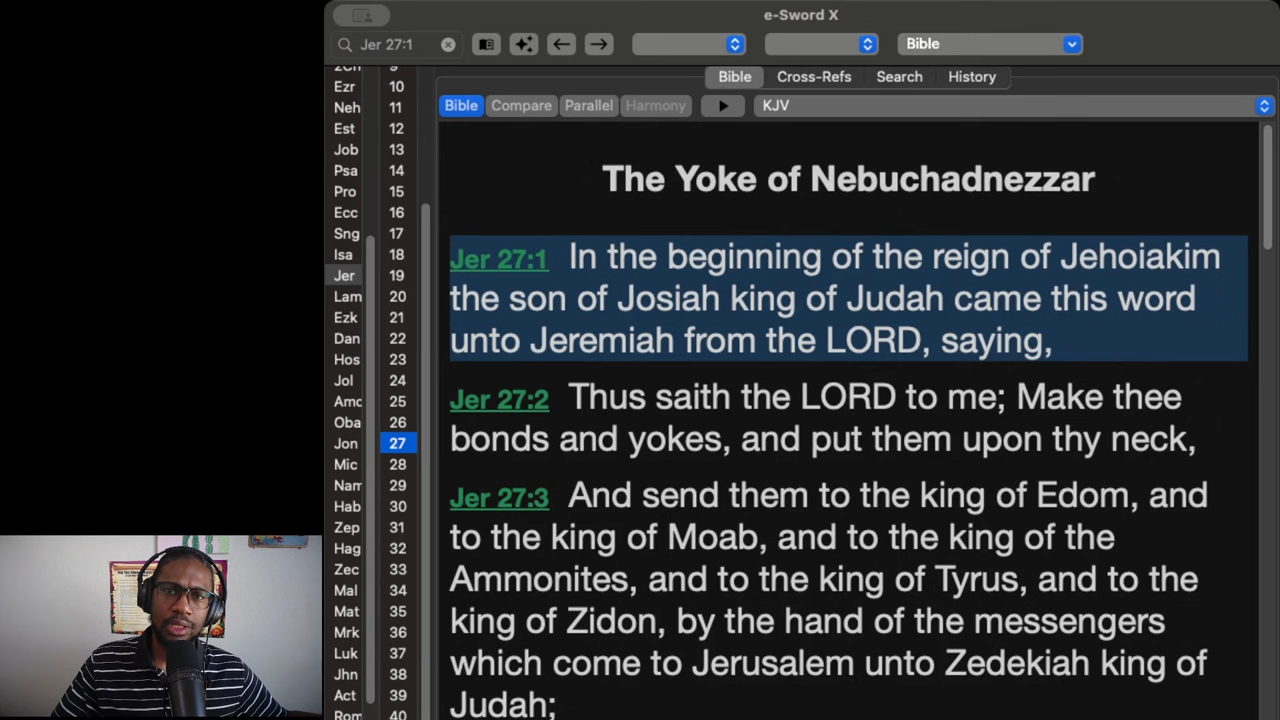 e-Sword X
Jer 27:1
Bible
Bible Cross-Refs Search History
Bible Compare Parallel Harmony
KJV
Ezr
Neh
Est
Job
Psa
Pro
Ecc
Sng
Isa
Jer
Lam
Ezk
Dan
Hos
Jol
Amo
Oba
Jon
Mic
Nam
Hab
Zep
Hag
Zec
Mal
Mat
Mrk
Luk
Jhn
Act
Rom
9
10
11
12
13
14
15
16
17
18
19
20
21
22
23
24
25
26
27
28
29
30
31
32
33
34
35
36
37
38
39
40
The Yoke of Nebuchadnezzar
Jer 27:1 In the beginning of the reign of Jehoiakim
the son of Josiah king of Judah came this word
unto Jeremiah from the LORD, saying,
Jer 27:2 Thus saith the LORD to me; Make thee
bonds and yokes, and put them upon thy neck,
Jer 27:3 And send them to the king of Edom, and
to the king of Moab, and to the king of the
Ammonites, and to the king of Tyrus, and to the
king of Zidon, by the hand of the messengers
which come to Jerusalem unto Zedekiah king of
Judah;